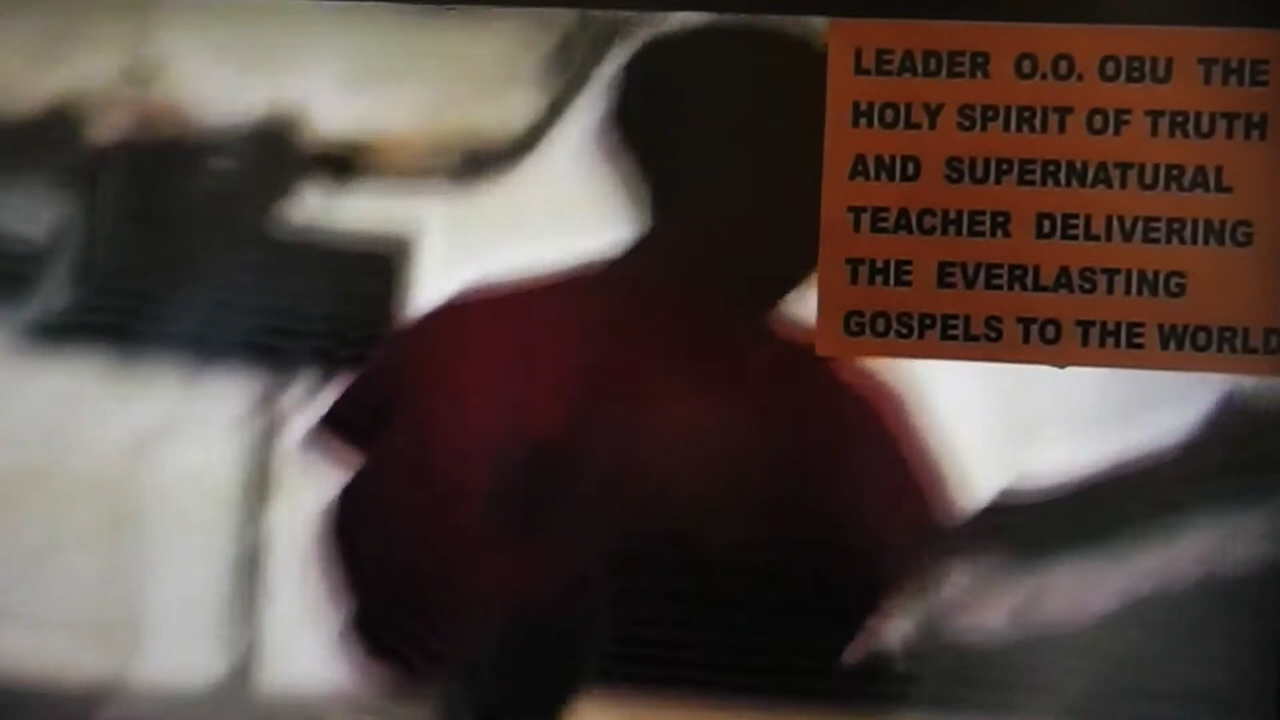 LEADER O.O. OBU THE
HOLY SPIRIT OF TRUTH
AND SUPERNATURAL
TEACHER DELIVERING
THE EVERLASTING
GOSPELS TO THE WORLD